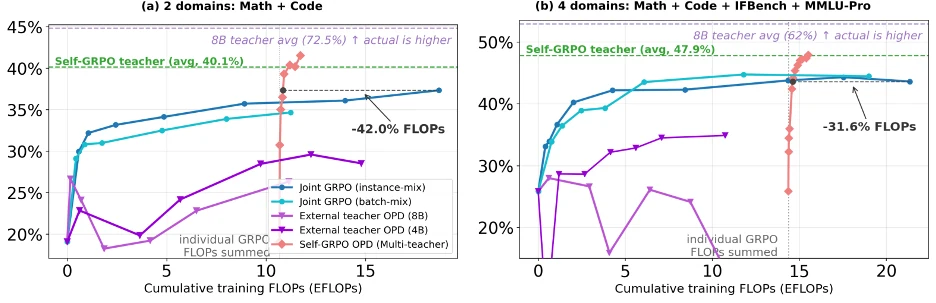 (a) 2 domains: Math + Code
45%
40%
35%
30%
25%
20%
8B teacher avg (72.5%) ↑ actual is higher
Self-GRPO teacher (avg, 40.1%)
-42.0% FLOPs
individual GRPO
FLOPs summed
Joint GRPO (instance-mix)
Joint GRPO (batch-mix)
External teacher OPD (8B)
External teacher OPD (4B)
Self-GRPO OPD (Multi-teacher)
0
5
10
15
Cumulative training FLOPs (EFLOPs)
(b) 4 domains: Math + Code + IFBench + MMLU-Pro
50%
40%
30%
20%
8B teacher avg (62%) ↑ actual is higher
Self-GRPO teacher (avg, 47.9%)
-31.6% FLOPs
individual GRPO
FLOPs summed
0
5
10
15
20
Cumulative training FLOPs (EFLOPs)